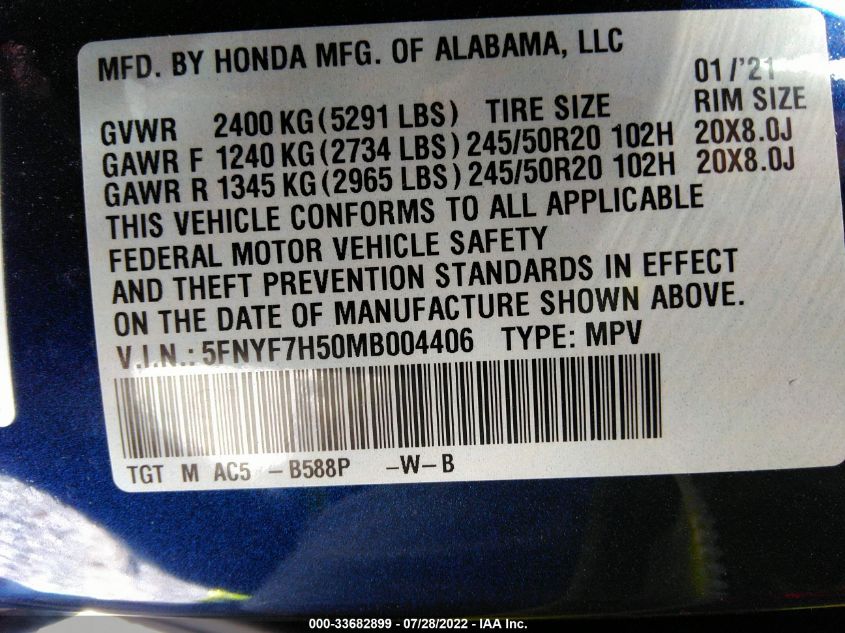 MFD. BY HONDA MFG. OF ALABAMA, LLC
01/'21
GVWR 2400 KG (5291 LBS) TIRE SIZE RIM SIZE
GAWR F 1240 KG (2734 LBS) 245/50R20 102H 20X8.0J
GAWR R 1345 KG (2965 LBS) 245/50R20 102H 20X8.0J
THIS VEHICLE CONFORMS TO ALL APPLICABLE
FEDERAL MOTOR VEHICLE SAFETY
AND THEFT PREVENTION STANDARDS IN EFFECT
ON THE DATE OF MANUFACTURE SHOWN ABOVE.
V.I.N.: 5FNYF7H50MB004406 TYPE: MPV
TGT M AC5 -B588P -W-B
000-33682899 / 07/28/2022 - IAA Inc.